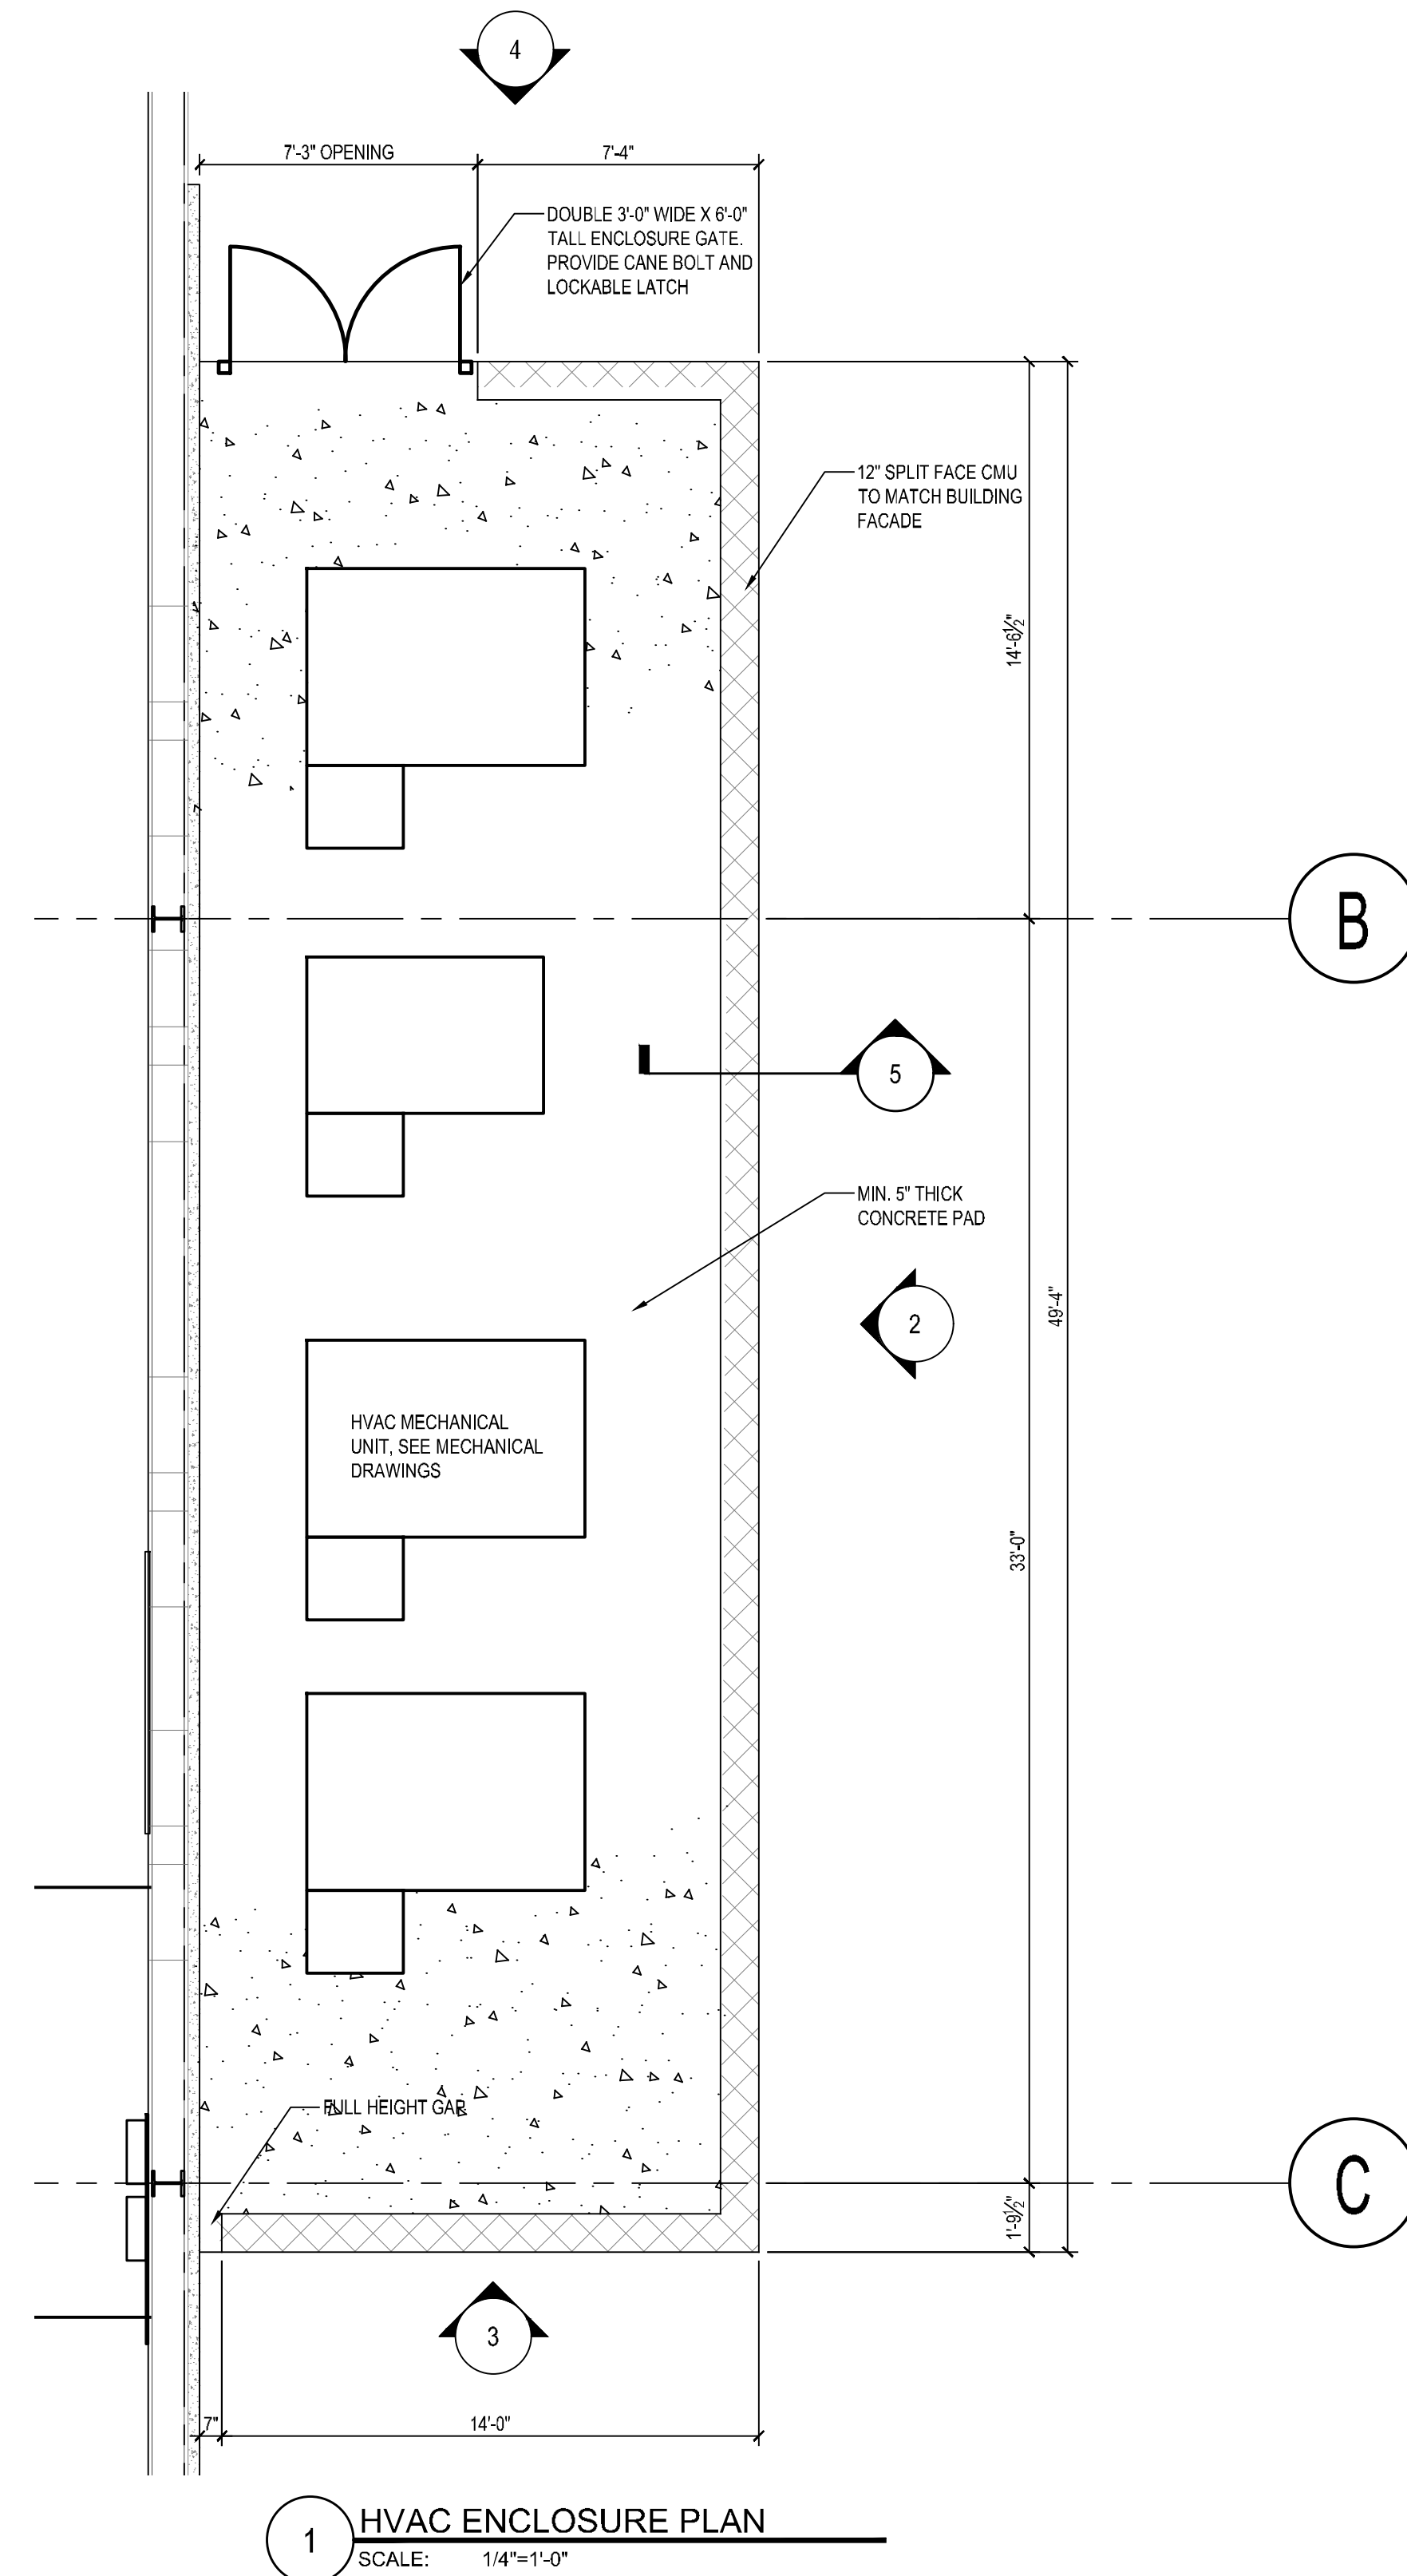 4
7'-3" OPENING
7'-4"
DOUBLE 3'-0" WIDE X 6'-0"
TALL ENCLOSURE GATE.
PROVIDE CANE BOLT AND
LOCKABLE LATCH
12" SPLIT FACE CMU
TO MATCH BUILDING
FACADE
14'-6½"
B
5
MIN. 5" THICK
CONCRETE PAD
2
49'-4"
HVAC MECHANICAL
UNIT, SEE MECHANICAL
DRAWINGS
33'-0"
FULL HEIGHT GAP
C
1'-9½"
3
7"
14'-0"
1
HVAC ENCLOSURE PLAN
SCALE: 1/4"=1'-0"